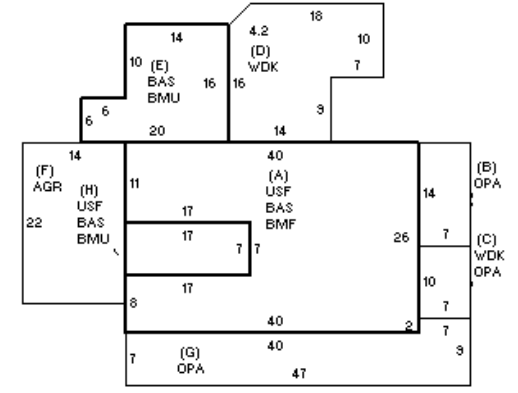 14
4.2
18
10
(E)
BAS
BMU
16
16
(D)
WDK
10
7
6
6
9
20
14
14
40
(F)
AGR
(H)
USF
BAS
BMU
11
(A)
USF
BAS
BMF
14
(B)
OPA
17
22
17
7
7
26
7
(C)
WDK
OPA
17
10
8
7
40
2
7
7
(G)
OPA
40
9
47